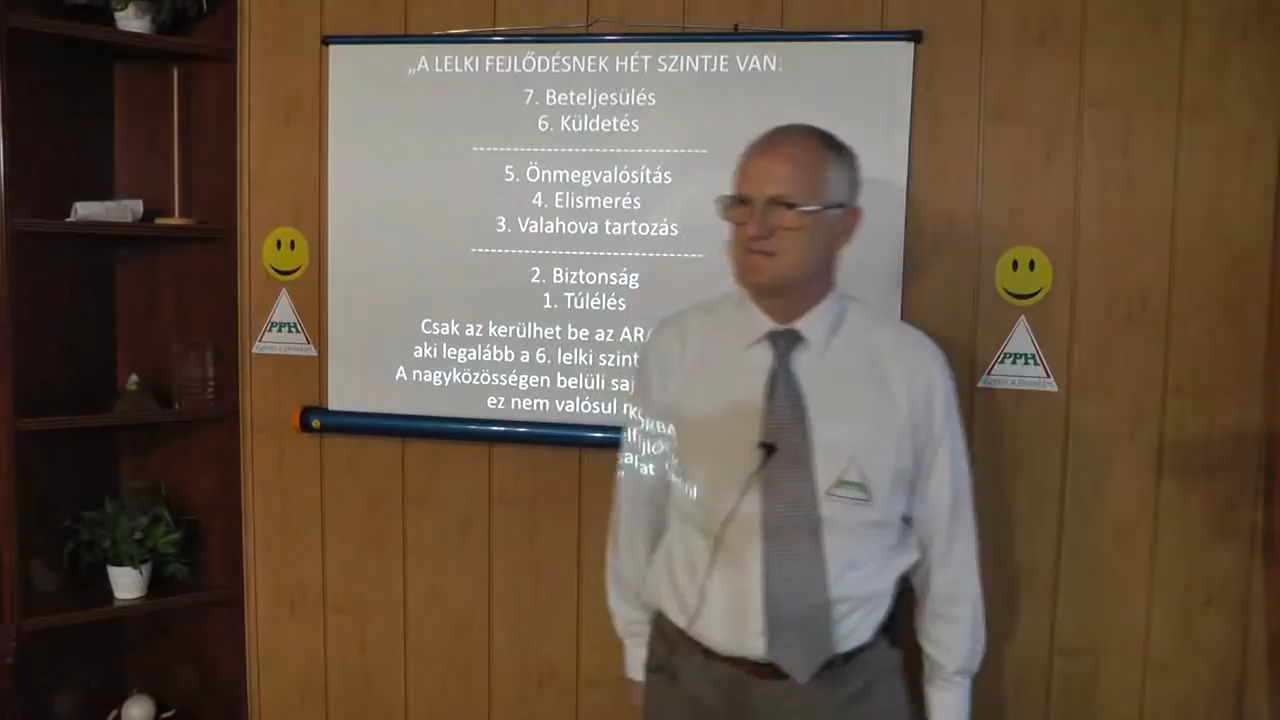 „A LELKI FEJLŐDÉSNEK HÉT SZINTJE VAN:
7. Beteljesülés
6. Küldetés
5. Önmegvalósítás
4. Elismerés
3. Valahova tartozás
2. Biztonság
1. Túlélés
Csak az kerülhet be az
aki legalább a 6. lelki
A nagyközösségen belüli
ez nem valósul
PPH
PPH
PPH